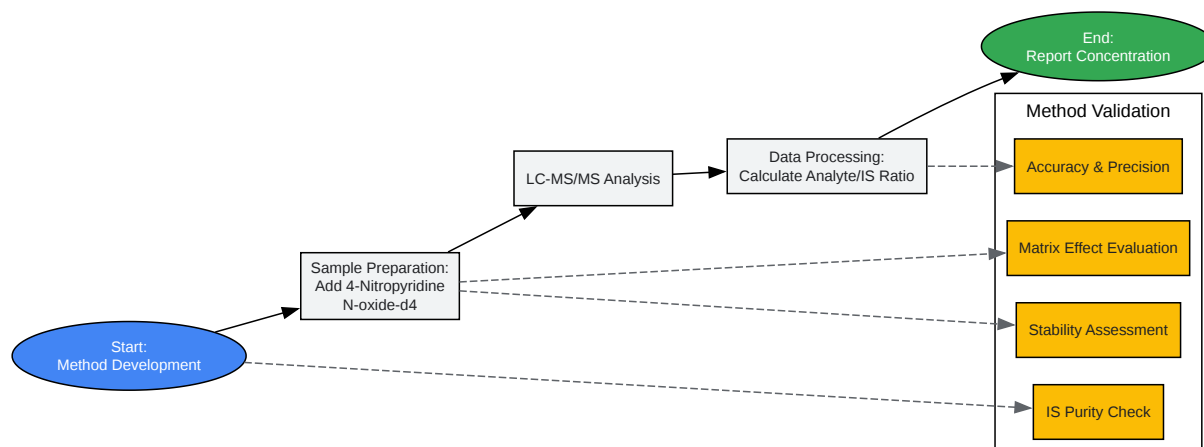 End:
Report Concentration
Method Validation
Data Processing:
Calculate Analyte/IS Ratio
Accuracy & Precision
LC-MS/MS Analysis
Matrix Effect Evaluation
Sample Preparation:
Add 4-Nitropyridine
N-oxide-d4
Stability Assessment
Start:
Method Development
IS Purity Check